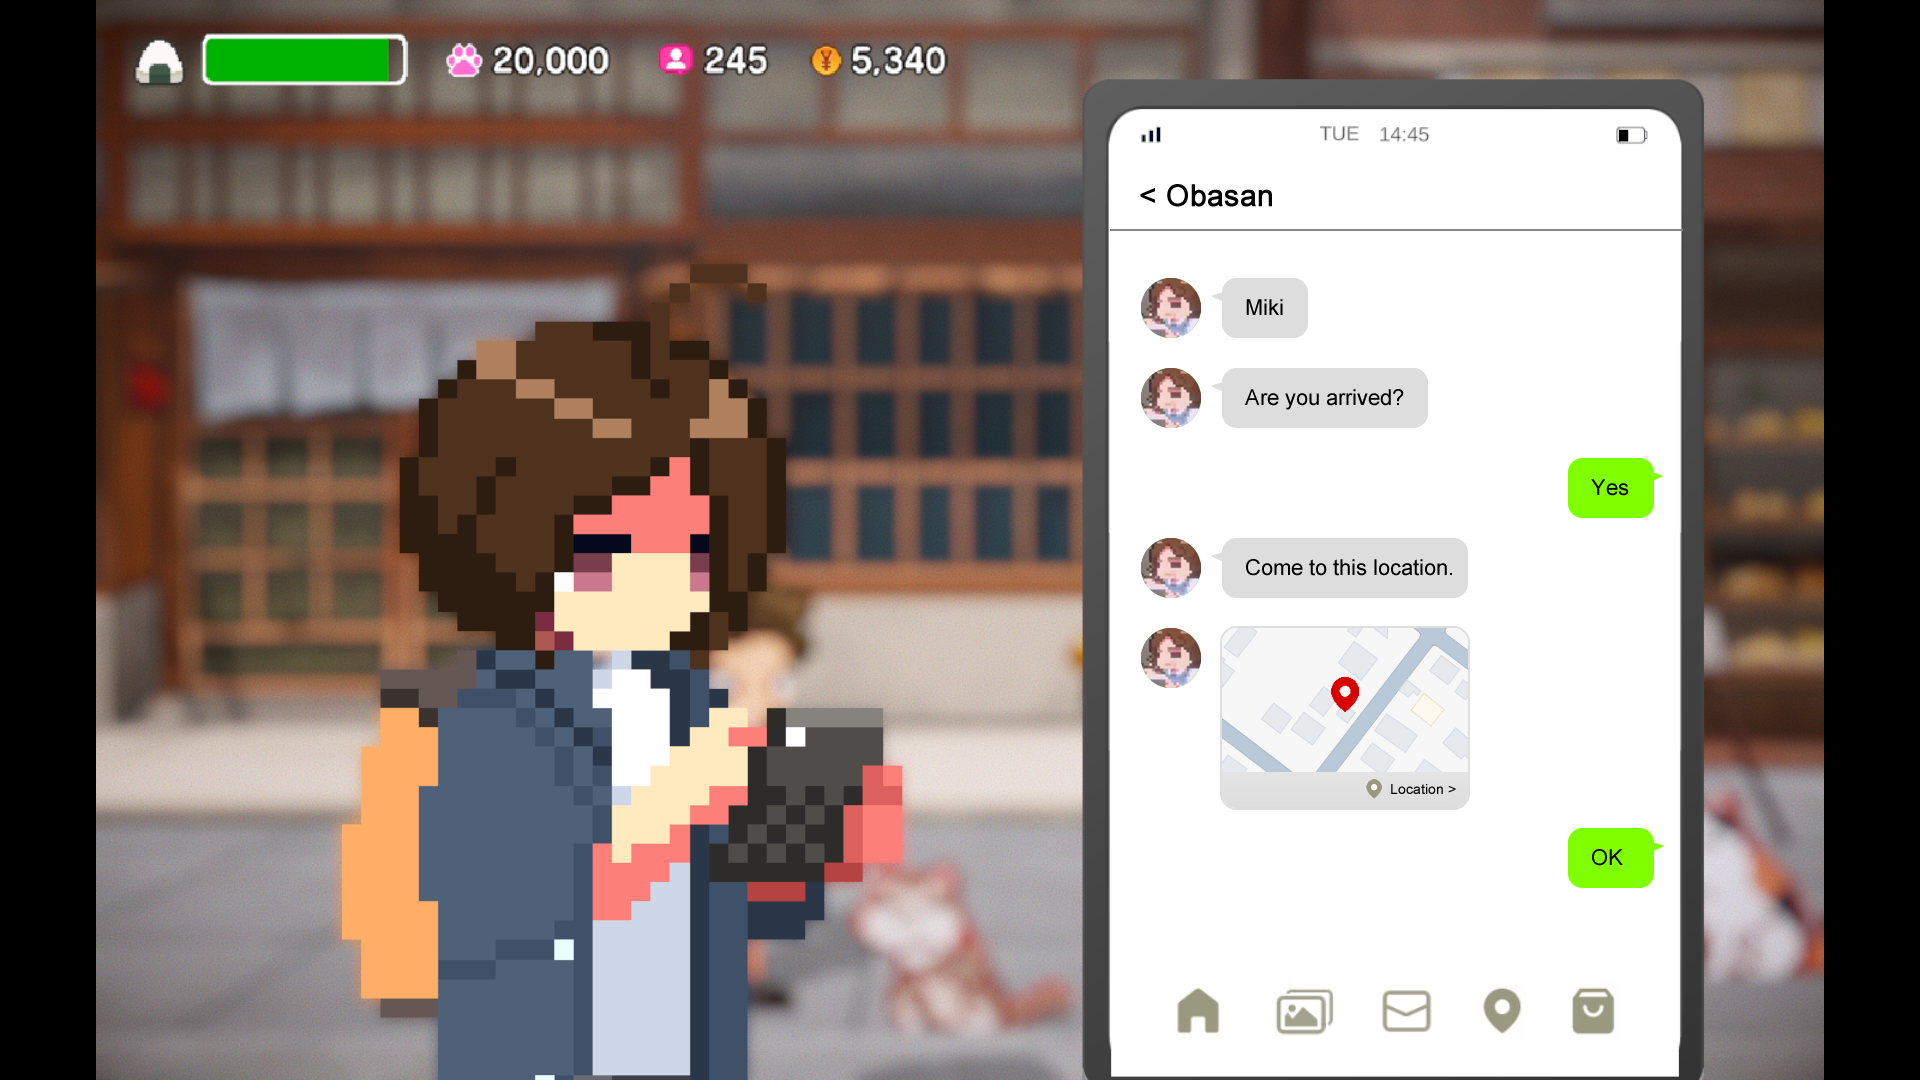 20,000
245
5,340
TUE 14:45
< Obasan
Miki
Are you arrived?
Yes
Come to this location.
Location >
OK